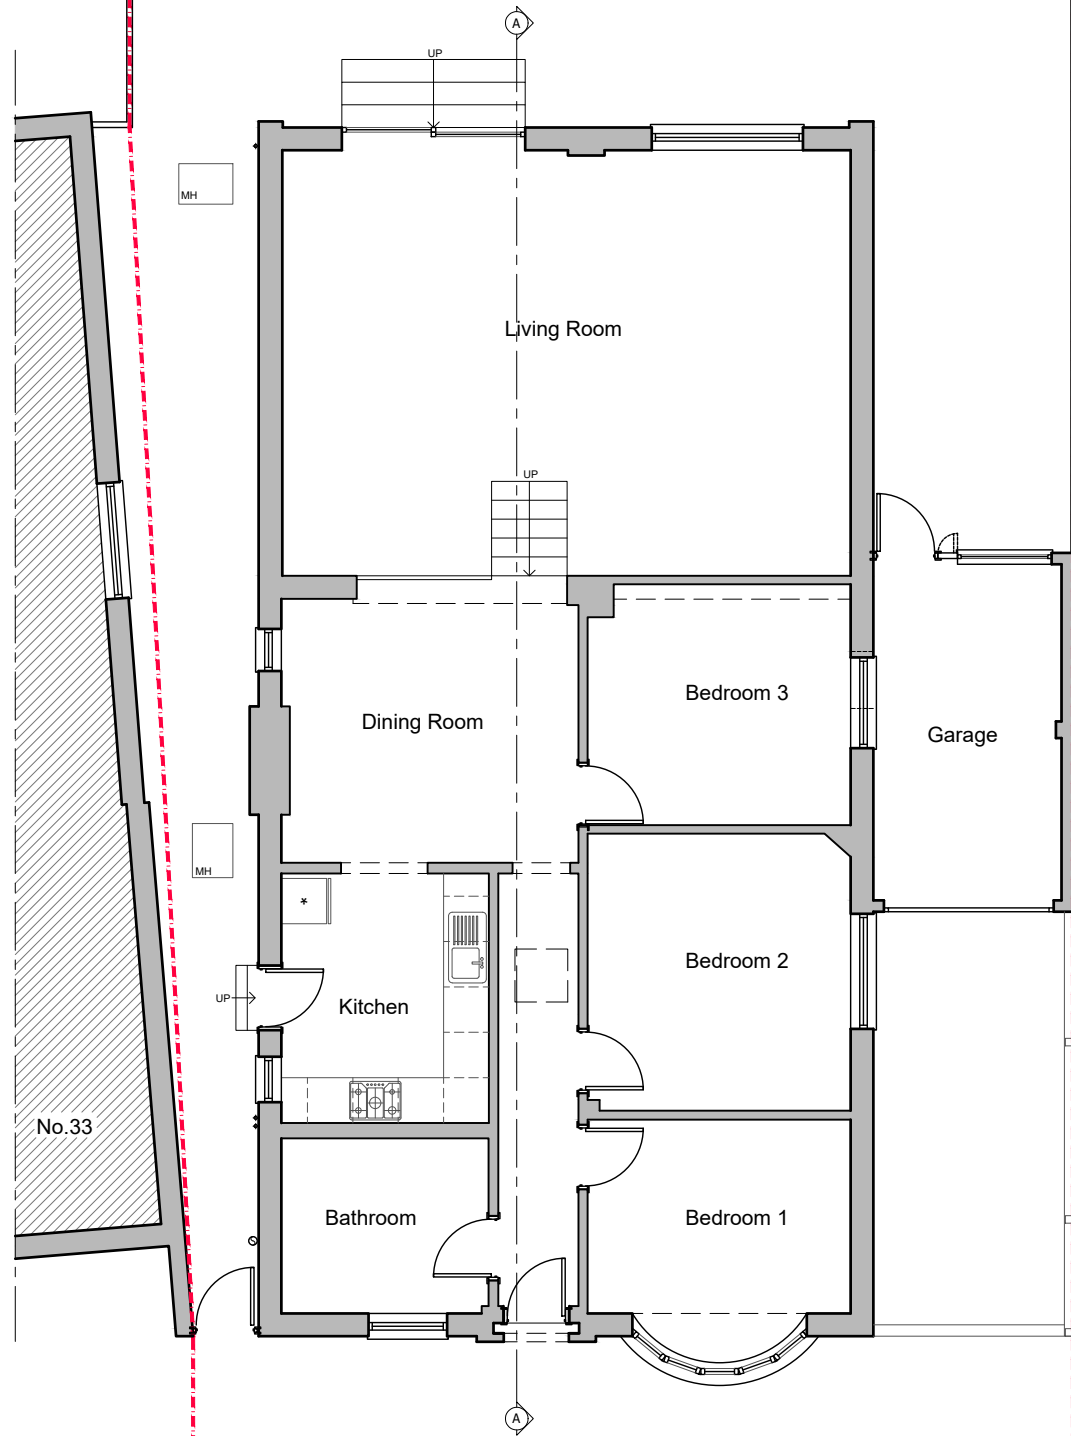 A
UP
MH
Living Room
UP
Bedroom 3
Dining Room
Garage
MH
Bedroom 2
UP
Kitchen
No.33
Bathroom
Bedroom 1
A